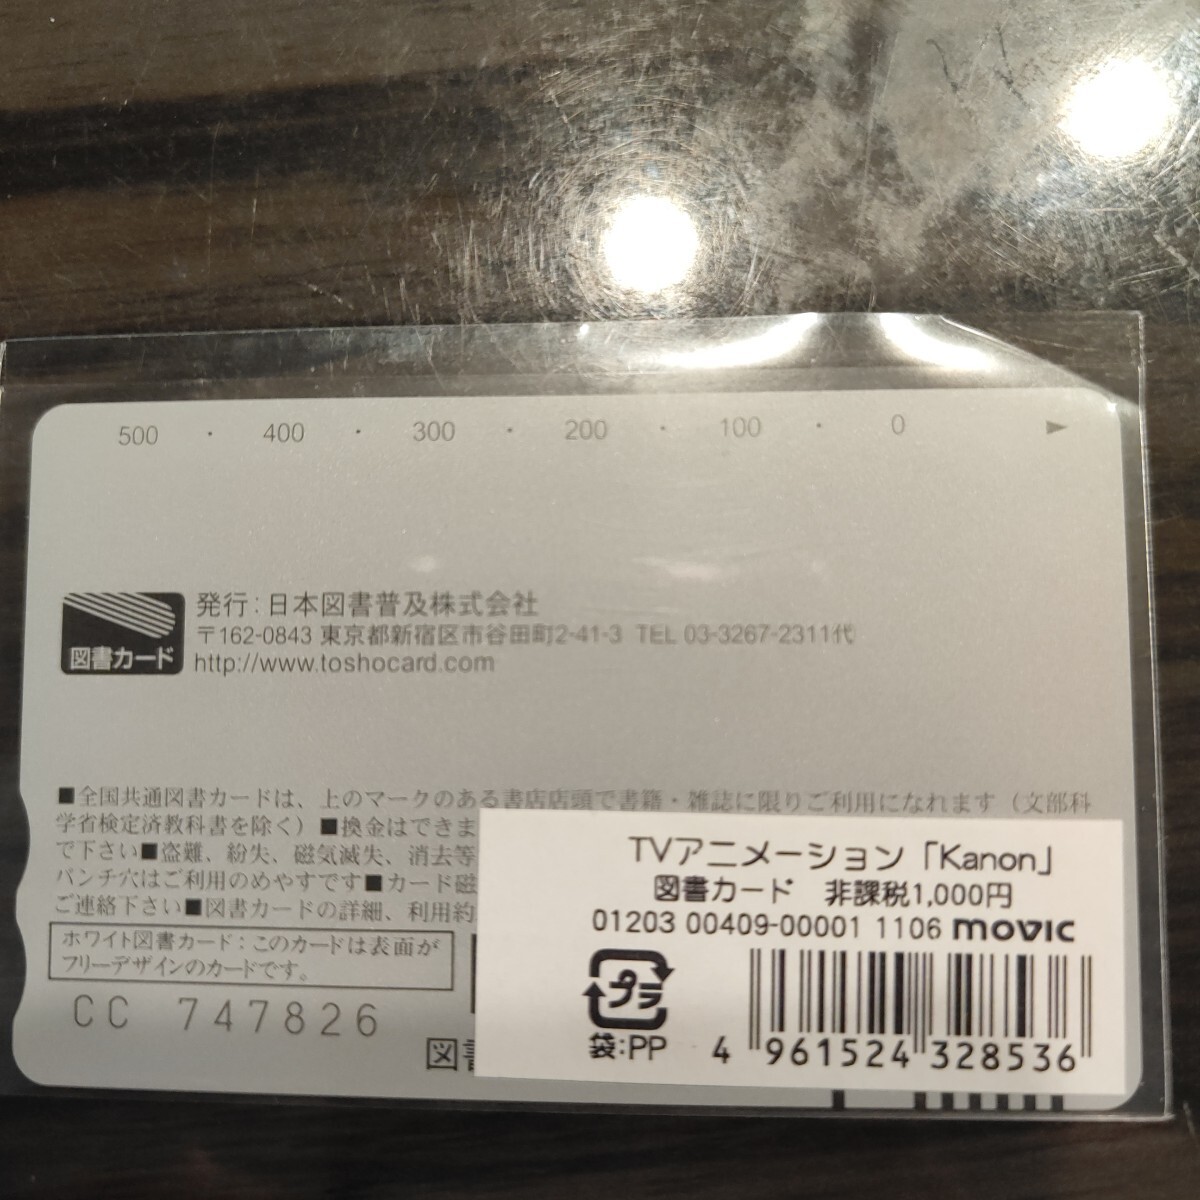 500 ・ 400 ・ 300 ・ 200 ・ 100 ・ 0 ▶
図書カード
発行：日本図書普及株式会社
〒162-0843 東京都新宿区市谷田町2-41-3 TEL 03-3267-2311代
http://www.toshocard.com
■全国共通図書カードは、上のマークのある書店店頭で書籍・雑誌に限りご利用になれます（文部科
学省検定済教科書を除く）■換金はできま
で下さい■盗難、紛失、磁気滅失、消去等
パンチ穴はご利用のめやすです■カード磁
ご連絡下さい■図書カードの詳細、利用約
ホワイト図書カード：このカードは表面が
フリーデザインのカードです。
CC 747826
図書
TVアニメーション「Kanon」
図書カード 非課税1,000円
01203 00409-00001 1106 movic
プラ
袋:PP
4 961524 328536